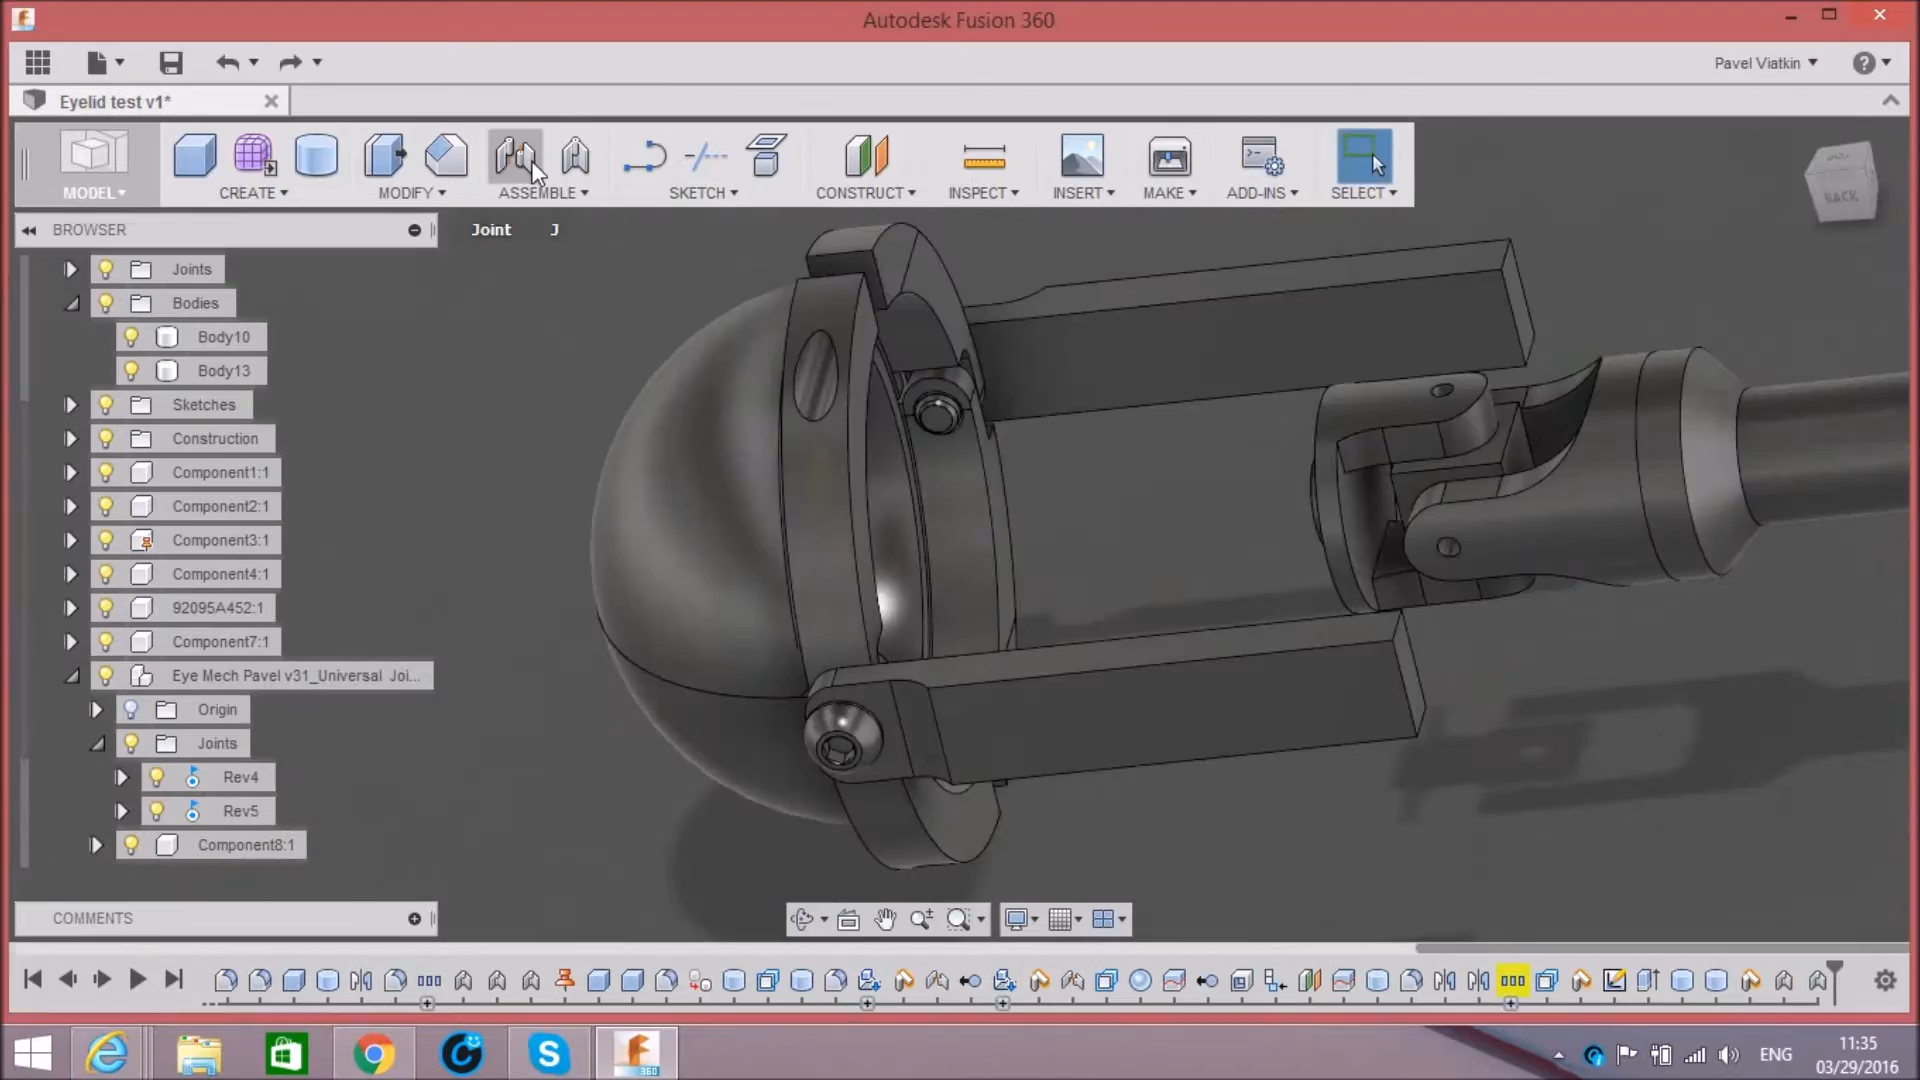 Autodesk Fusion 360
Pavel Viatkin
Eyelid test v1*
MODEL
CREATE
MODIFY
ASSEMBLE
SKETCH
CONSTRUCT
INSPECT
INSERT
MAKE
ADD-INS
SELECT
BACK
BROWSER
Joint J
Joints
Bodies
Body10
Body13
Sketches
Construction
Component1:1
Component2:1
Component3:1
Component4:1
92095A452:1
Component7:1
Eye Mech Pavel v31_Universal Joi...
Origin
Joints
Rev4
Rev5
Component8:1
COMMENTS
360
ENG
11:35
03/29/2016